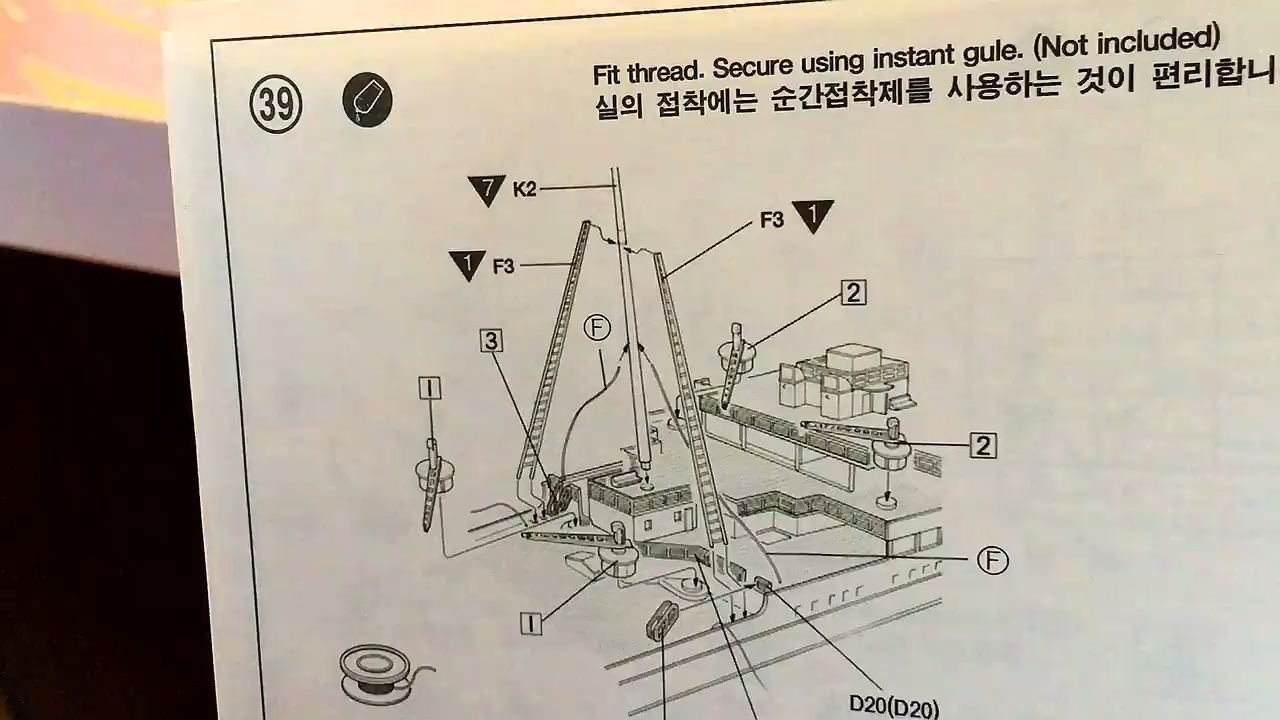 39
Fit thread. Secure using instant gule. (Not included)
실의 접착에는 순간접착제를 사용하는 것이 편리합니
7 K2
F3 1
1 F3
2
F
3
1
2
F
1
D20(D20)